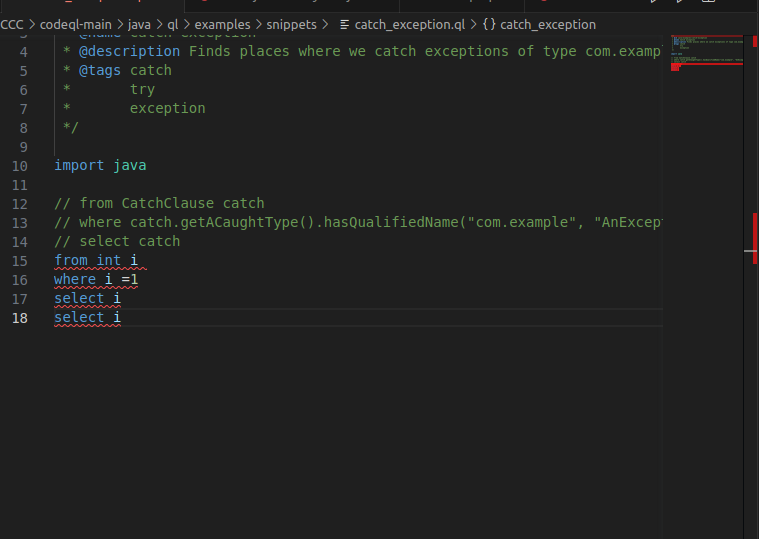 CCC > codeql-main > java > ql > examples > snippets > catch_exception.ql > {} catch_exception
4 * @description Finds places where we catch exceptions of type com.examp
5 * @tags catch
6 * try
7 * exception
8 */
9
10 import java
11
12 // from CatchClause catch
13 // where catch.getACaughtType().hasQualifiedName("com.example", "AnExcept
14 // select catch
15 from int i
16 where i =1
17 select i
18 select i